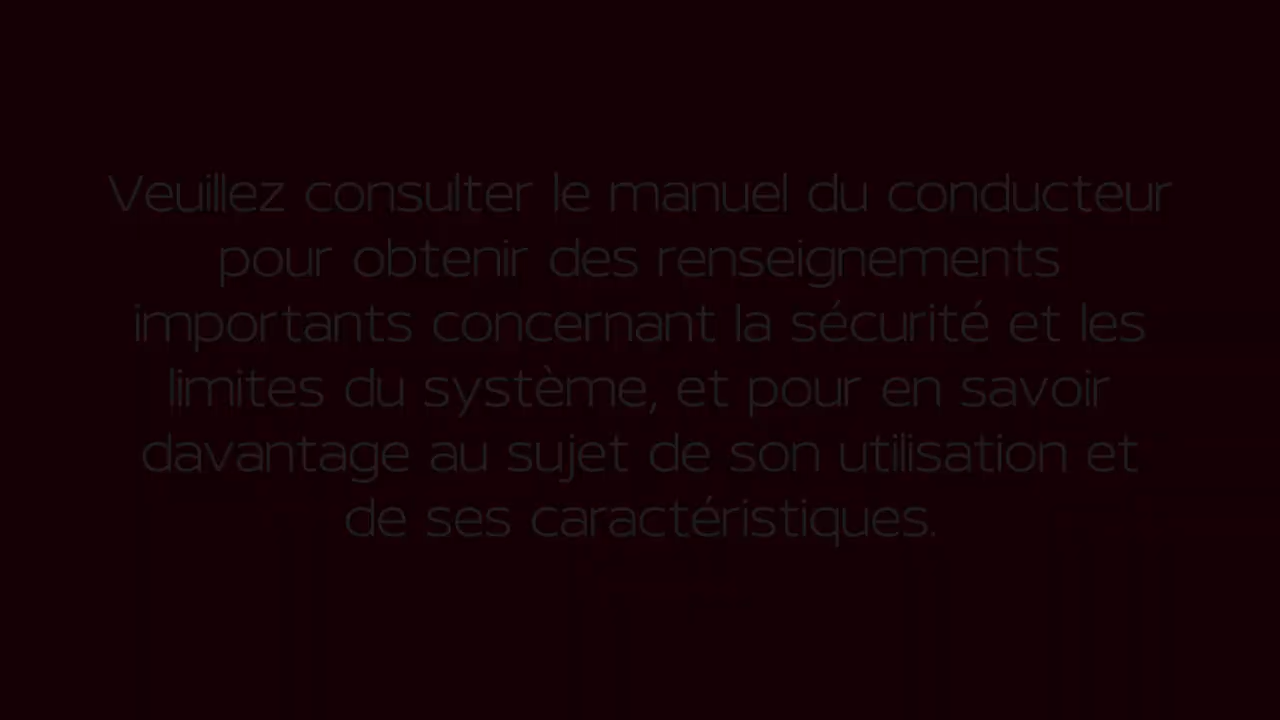 Veuillez consulter le manuel du conducteur
pour obtenir des renseignements
importants concernant la sécurité et les
limites du système, et pour en savoir
davantage au sujet de son utilisation et
de ses caractéristiques.